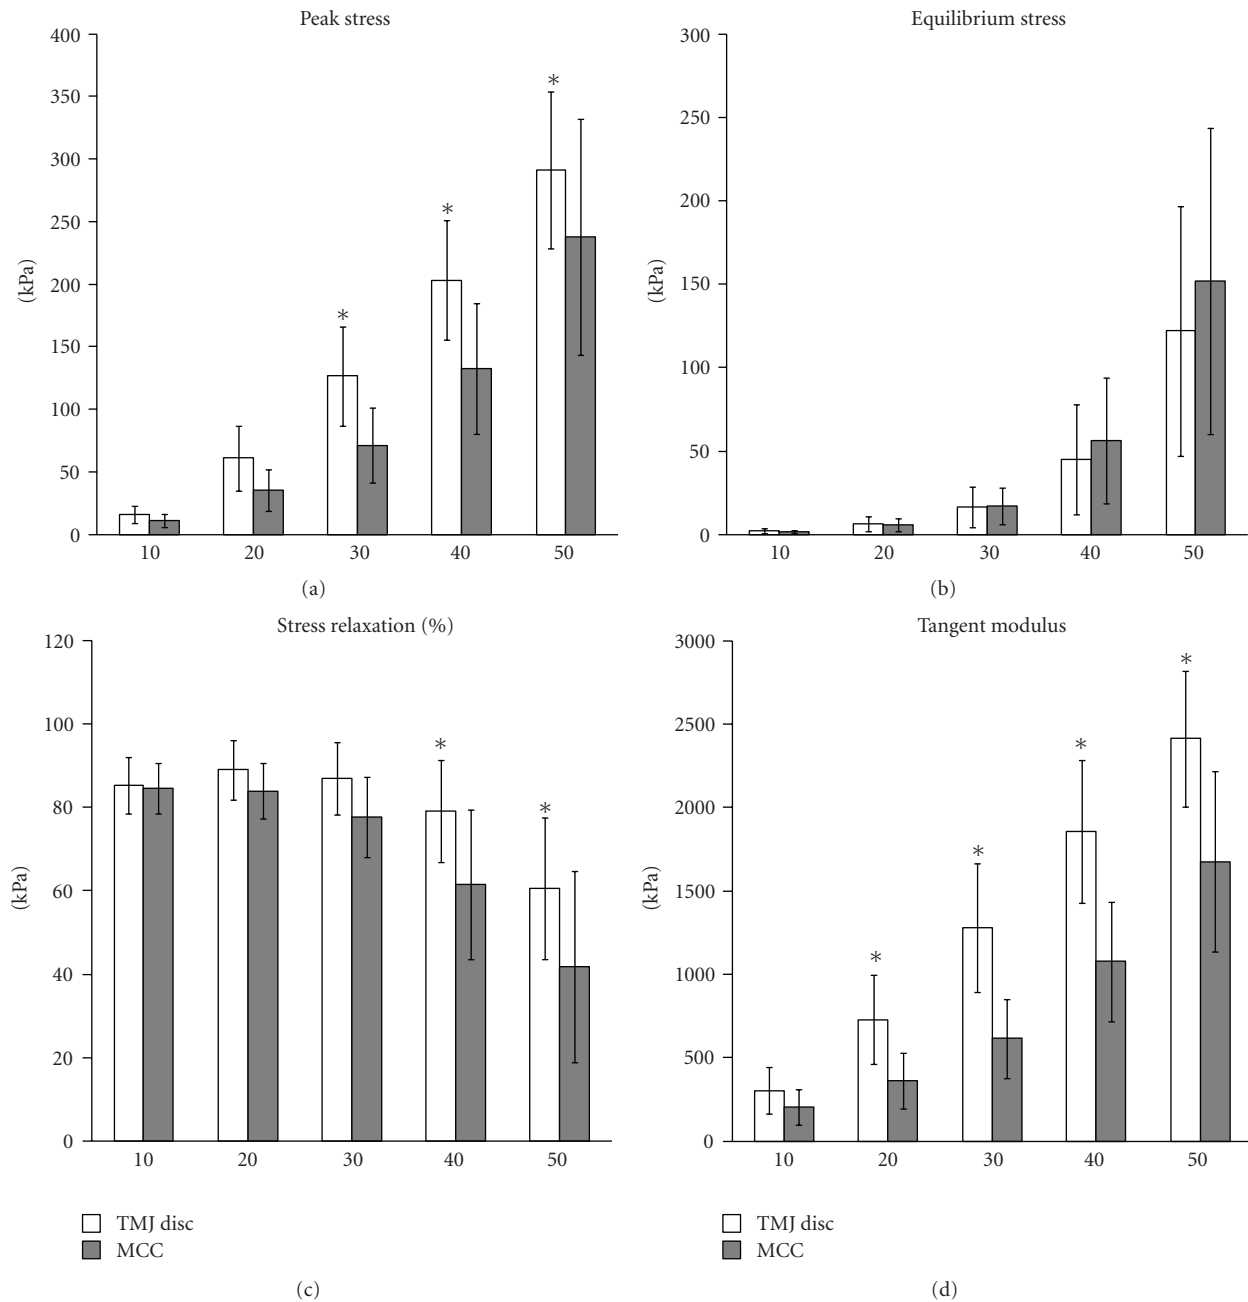 Peak stress
400
350
300
250
200
150
100
50
0
(kPa)
*
*
*
10 20 30 40 50
(a)
Equilibrium stress
300
250
200
150
100
50
0
(kPa)
10 20 30 40 50
(b)
Stress relaxation (%)
120
100
80
60
40
20
0
(kPa)
*
*
10 20 30 40 50
TMJ disc
MCC
(c)
Tangent modulus
3000
2500
2000
1500
1000
500
0
(kPa)
*
*
*
*
10 20 30 40 50
TMJ disc
MCC
(d)